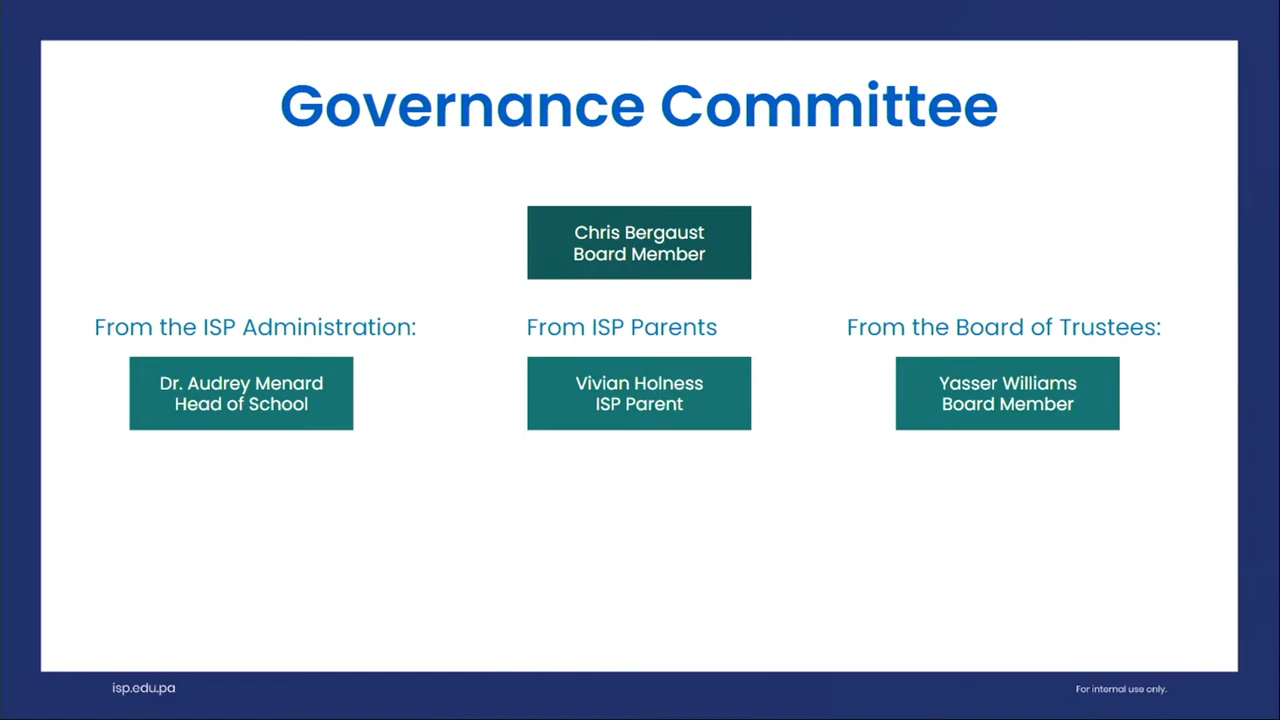 Governance Committee
Chris Bergaust
Board Member
From the ISP Administration:
Dr. Audrey Menard
Head of School
From ISP Parents
Vivian Holness
ISP Parent
From the Board of Trustees:
Yasser Williams
Board Member
isp.edu.pa
For internal use only.